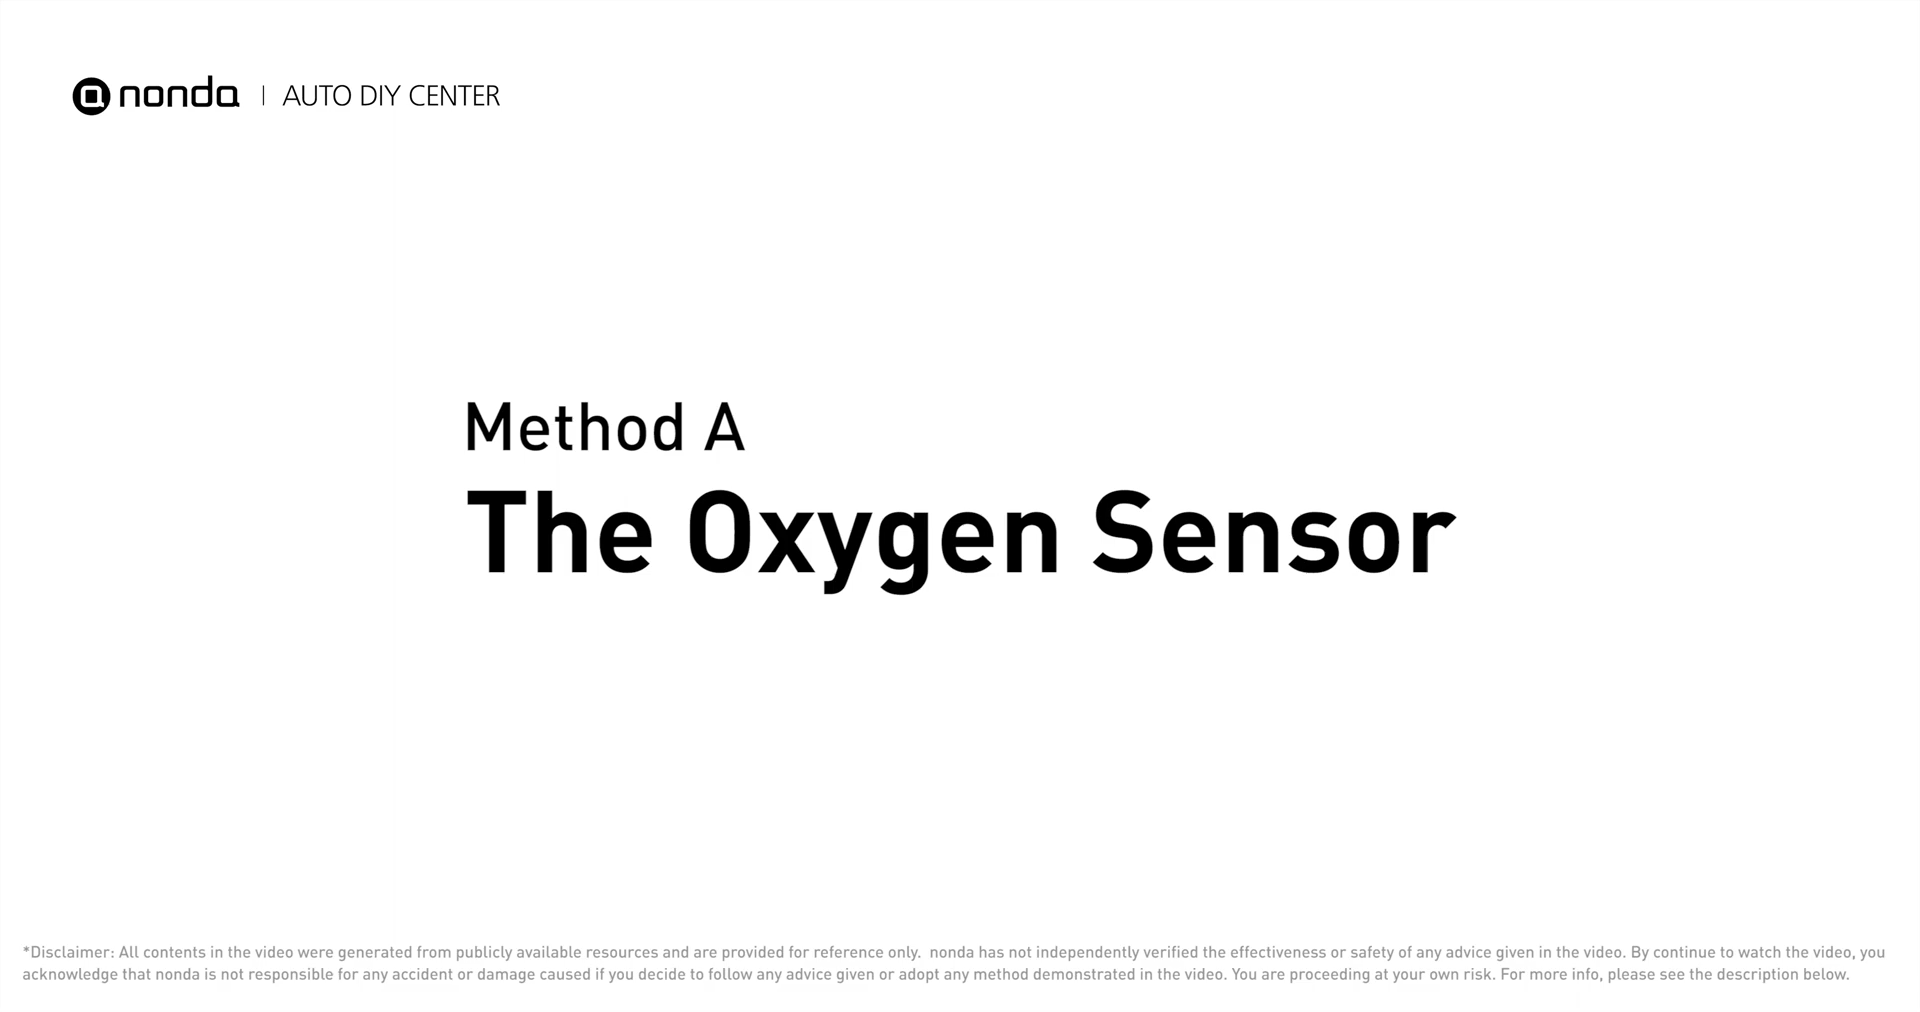 nonda | AUTO DIY CENTER
Method A
The Oxygen Sensor
*Disclaimer: All contents in the video were generated from publicly available resources and are provided for reference only. nonda has not independently verified the effectiveness or safety of any advice given in the video. By continue to watch the video, you
acknowledge that nonda is not responsible for any accident or damage caused if you decide to follow any advice given or adopt any method demonstrated in the video. You are proceeding at your own risk. For more info, please see the description below.